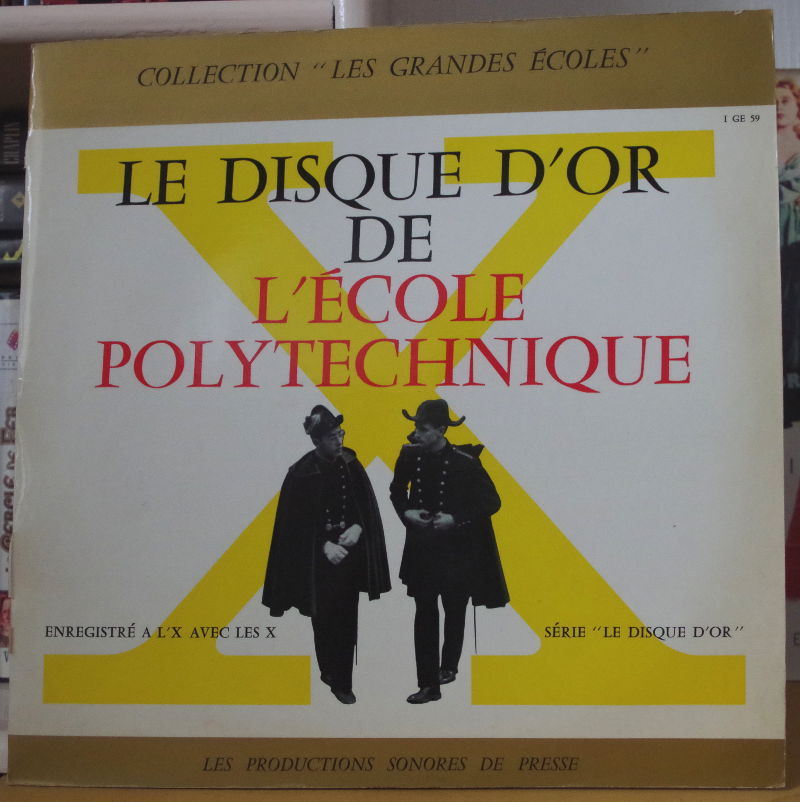 COLLECTION "LES GRANDES ÉCOLES"
I GE 59
X
LE DISQUE D'OR
DE
L'ÉCOLE
POLYTECHNIQUE
ENREGISTRÉ A L'X AVEC LES X
SÉRIE "LE DISQUE D'OR"
LES PRODUCTIONS SONORES DE PRESSE
CHAPLIN